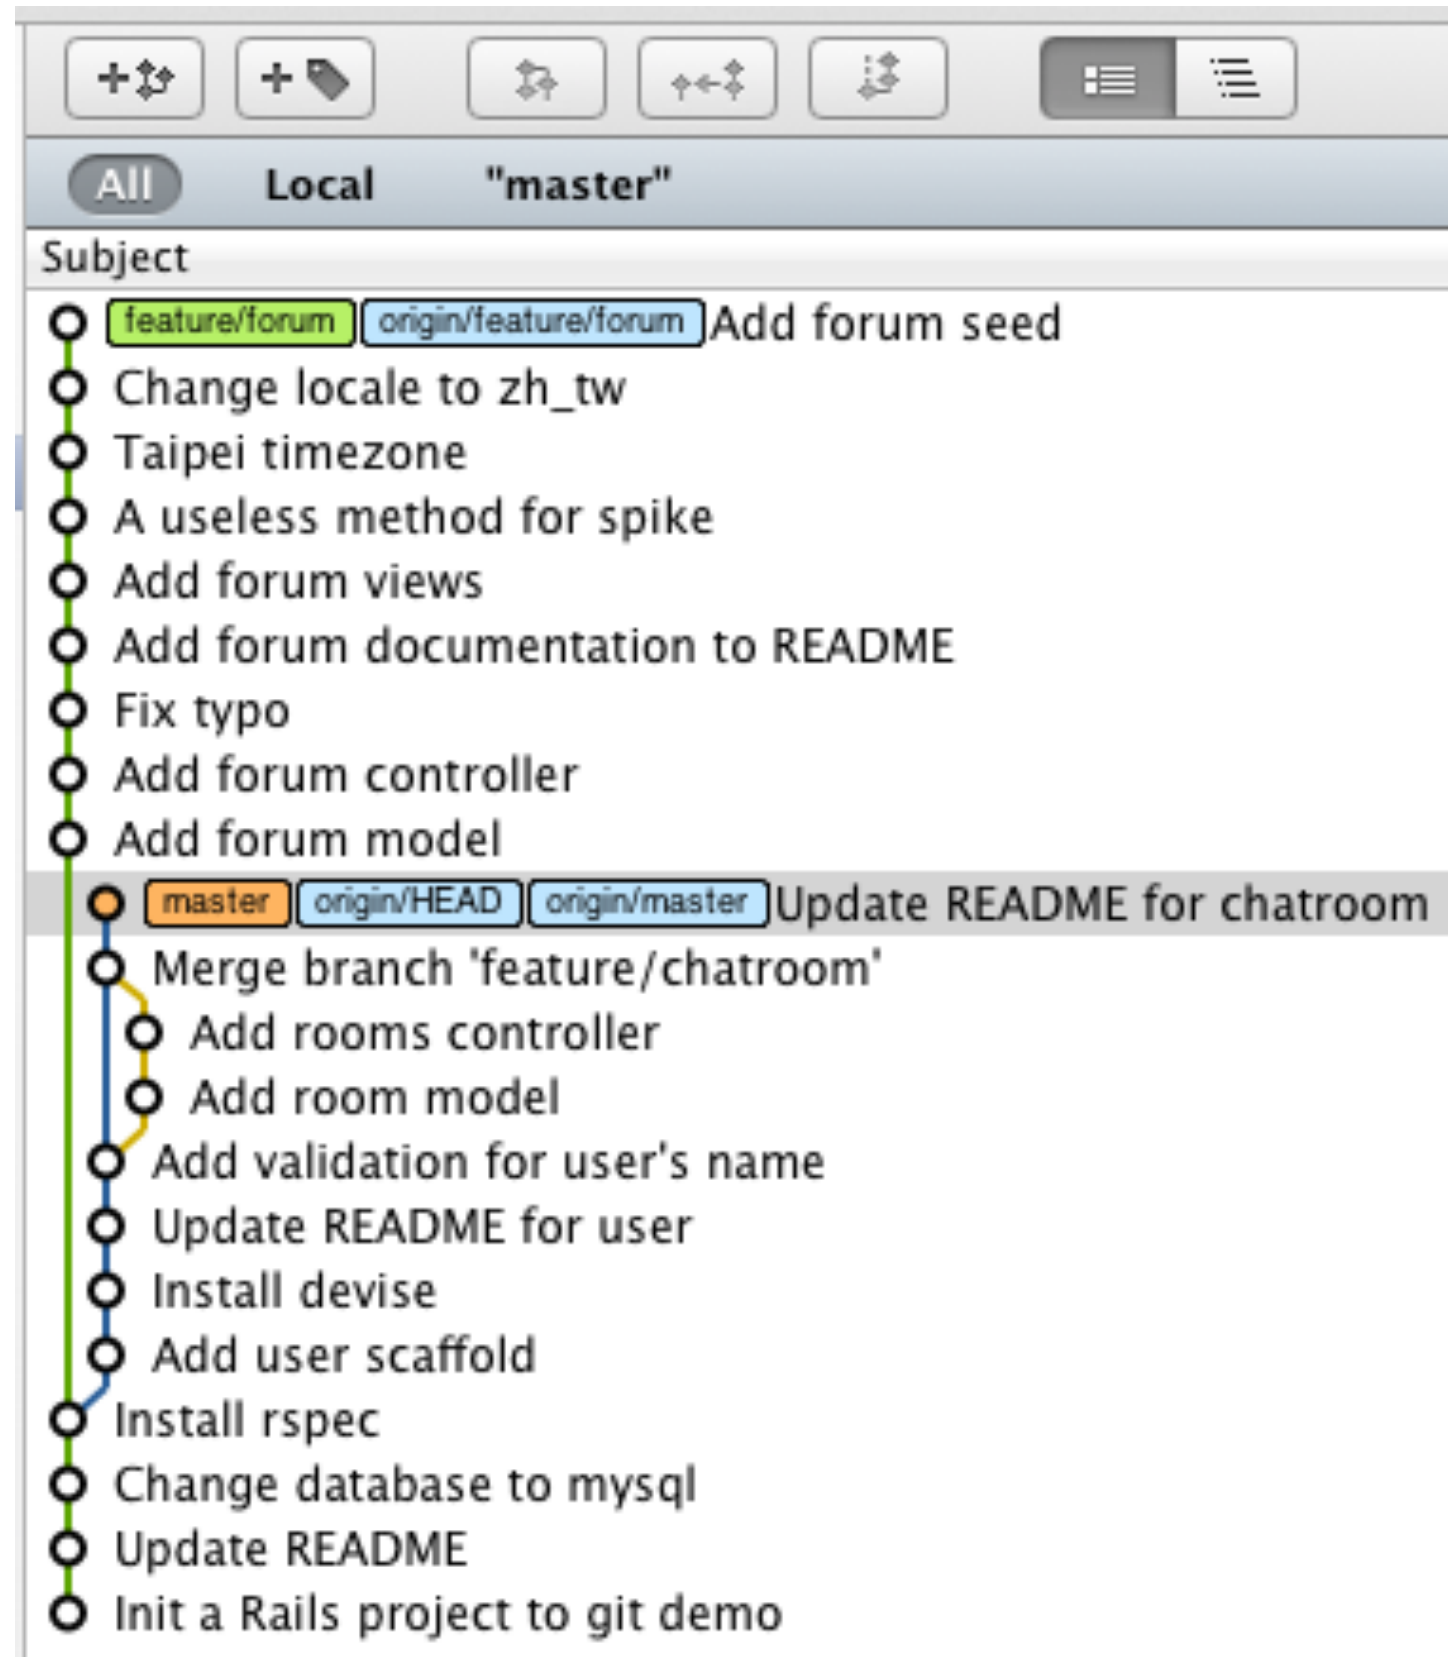 All Local "master"
Subject
feature/forum origin/feature/forum Add forum seed
Change locale to zh_tw
Taipei timezone
A useless method for spike
Add forum views
Add forum documentation to README
Fix typo
Add forum controller
Add forum model
master origin/HEAD origin/master Update README for chatroom
Merge branch 'feature/chatroom'
Add rooms controller
Add room model
Add validation for user's name
Update README for user
Install devise
Add user scaffold
Install rspec
Change database to mysql
Update README
Init a Rails project to git demo